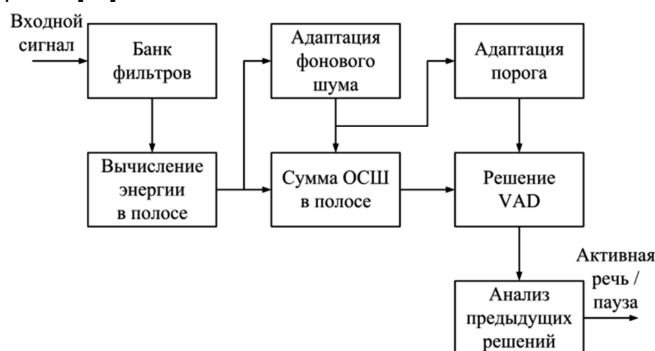 Входной
сигнал
Банк
фильтров
Адаптация
фонового
шума
Адаптация
порога
Вычисление
энергии
в полосе
Сумма ОСШ
в полосе
Решение
VAD
Активная
речь /
пауза
Анализ
предыдущих
решений